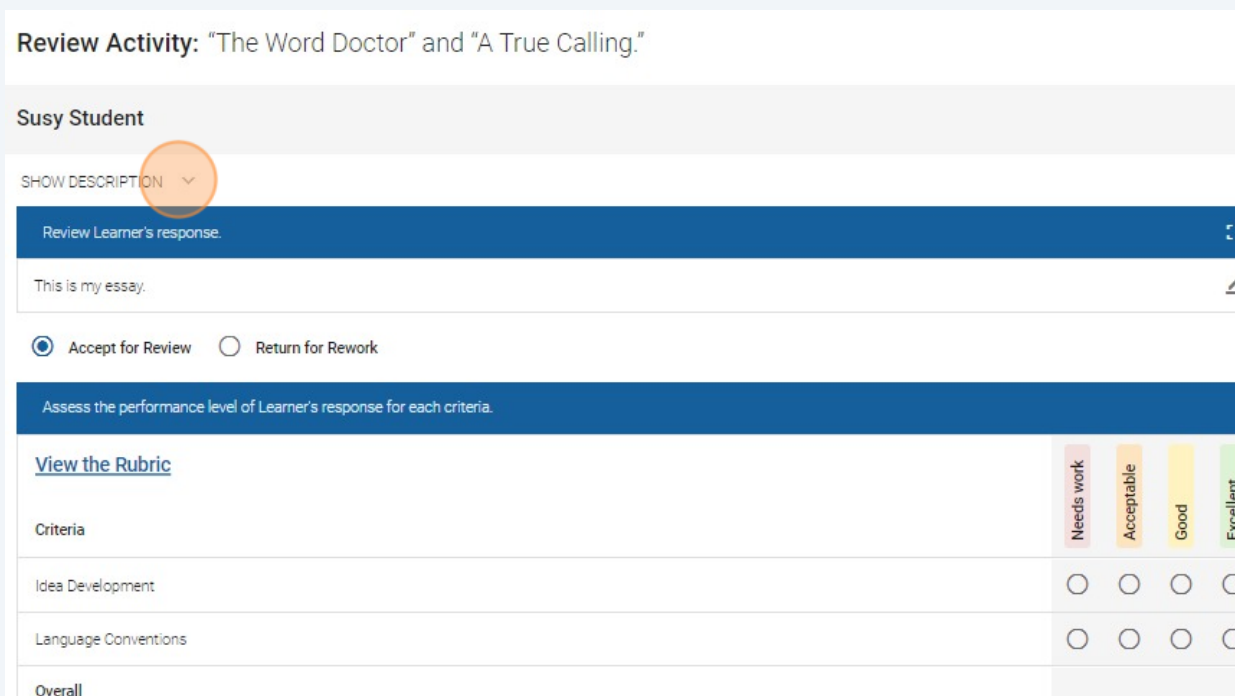 Review Activity: “The Word Doctor” and “A True Calling.”
Susy Student
SHOW DESCRIPTION
Review Learner's response.
This is my essay.
Accept for Review Return for Rework
Assess the performance level of Learner's response for each criteria.
View the Rubric
Needs work
Acceptable
Good
Excellent
Criteria
Idea Development
Language Conventions
Overall